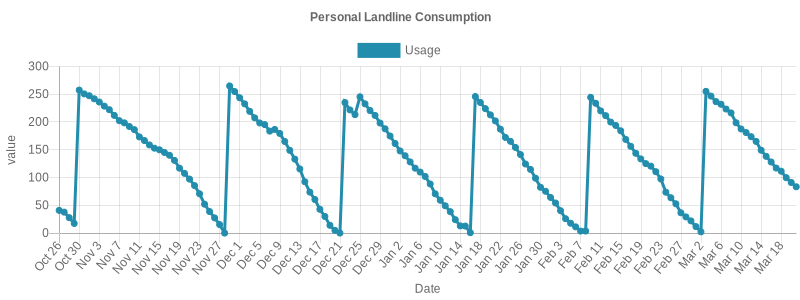 Personal Landline Consumption
Usage
300
250
200
150
100
50
0
value
Oct 26
Oct 30
Nov 3
Nov 7
Nov 11
Nov 15
Nov 19
Nov 23
Nov 27
Dec 1
Dec 5
Dec 9
Dec 13
Dec 17
Dec 21
Dec 25
Dec 29
Jan 2
Jan 6
Jan 10
Jan 14
Jan 18
Jan 22
Jan 26
Jan 30
Feb 3
Feb 7
Feb 11
Feb 15
Feb 19
Feb 23
Feb 27
Mar 2
Mar 6
Mar 10
Mar 14
Mar 18
Date